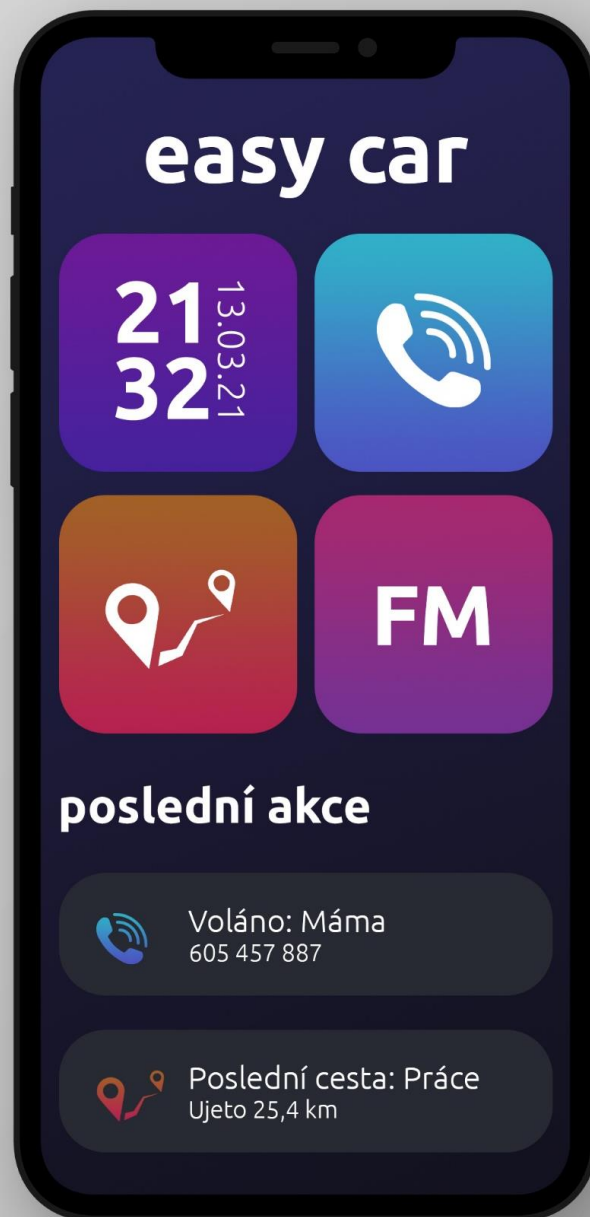 easy car
21
32
13.03.21
FM
poslední akce
Voláno: Máma
605 457 887
Poslední cesta: Práce
Ujeto 25,4 km